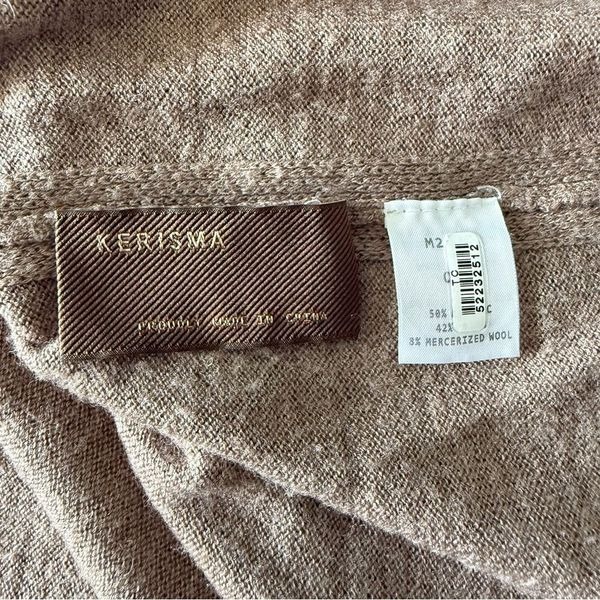 KERISMA
PROUDLY MADE IN CHINA
M2
TC
52232512
50%
42%
8% MERCERIZED WOOL